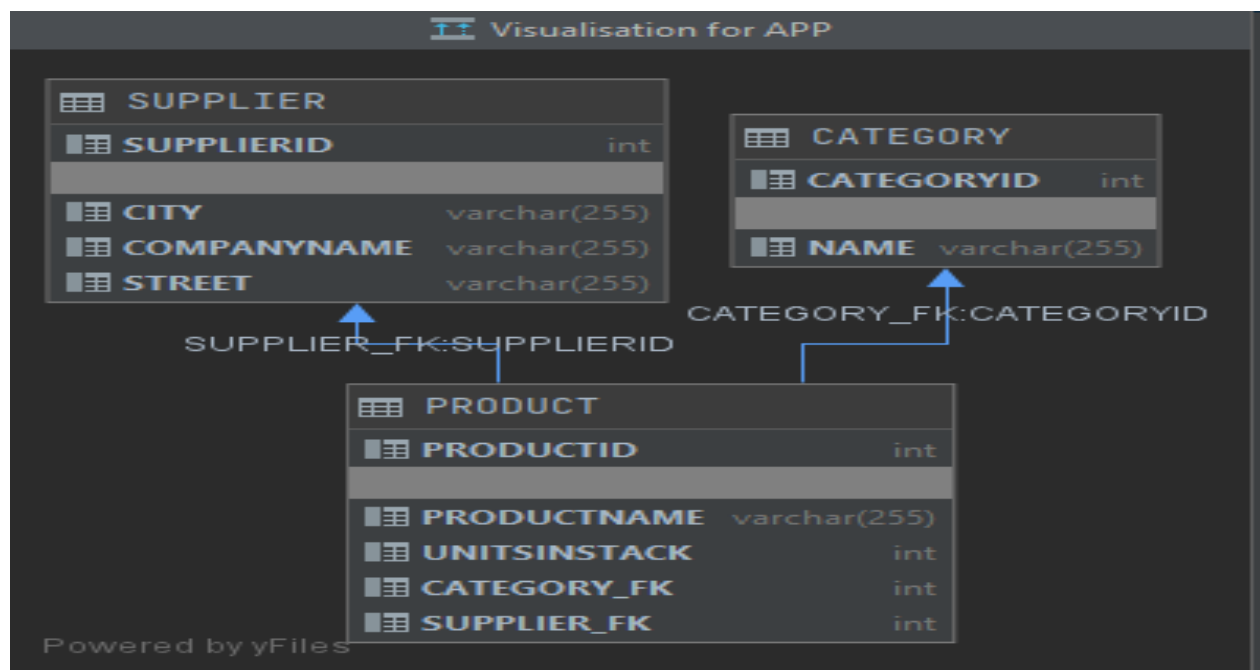 Visualisation for APP
SUPPLIER
SUPPLIERID int
CITY varchar(255)
COMPANYNAME varchar(255)
STREET varchar(255)
CATEGORY
CATEGORYID int
NAME varchar(255)
CATEGORY_FK:CATEGORYID
SUPPLIER_FK:SUPPLIERID
PRODUCT
PRODUCTID int
PRODUCTNAME varchar(255)
UNITSINSTACK int
CATEGORY_FK int
SUPPLIER_FK int
Powered by yFiles